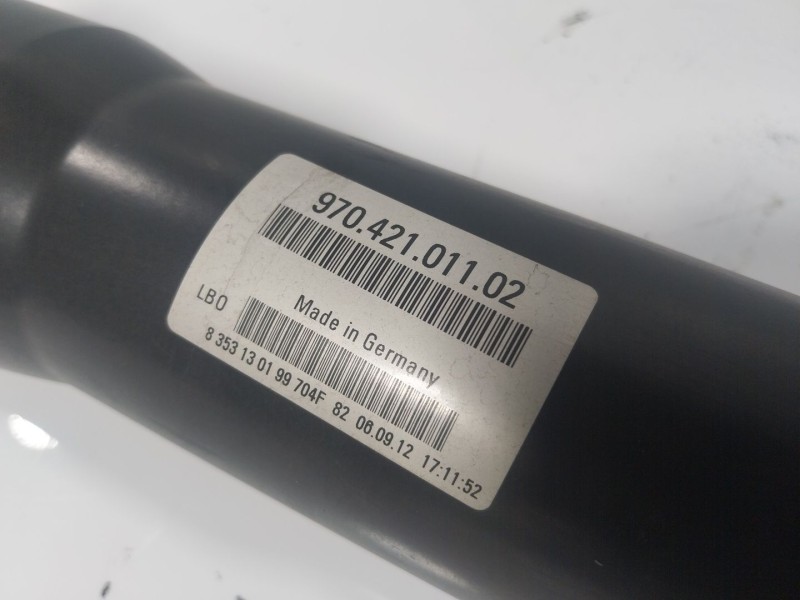 970.421.011.02
Made in Germany
LBO
8 353 13 01 99 704F 82 06.09.12 17:11:52